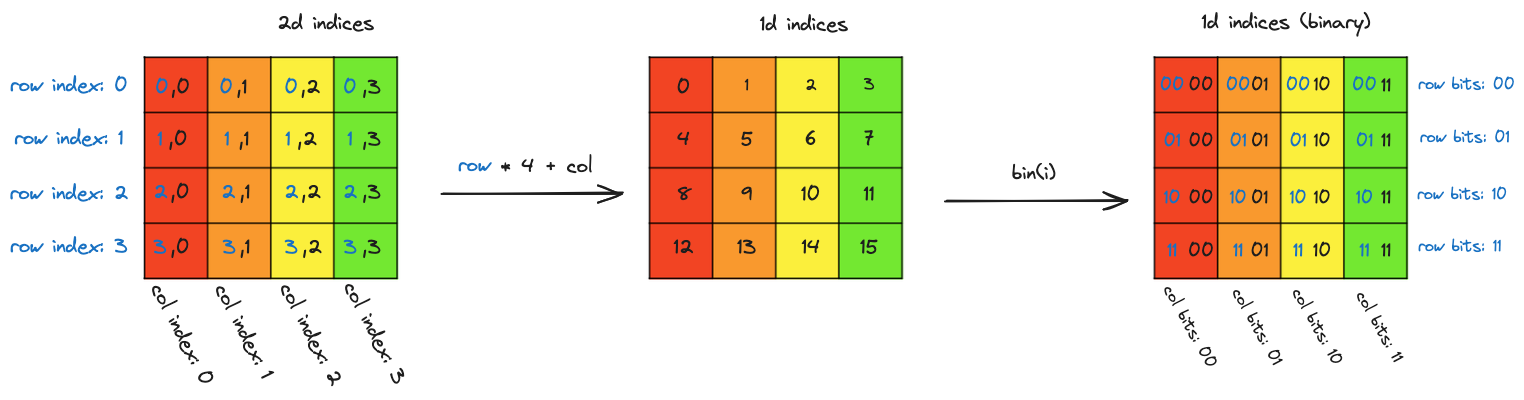 2d indices
1d indices
1d indices (binary)
row index: 0
0,0 0,1 0,2 0,3
row index: 1
1,0 1,1 1,2 1,3
row index: 2
2,0 2,1 2,2 2,3
row index: 3
3,0 3,1 3,2 3,3
col index: 0
col index: 1
col index: 2
col index: 3
row * 4 + col
0 1 2 3
4 5 6 7
8 9 10 11
12 13 14 15
bin(i)
00 00 00 01 00 10 00 11
row bits: 00
01 00 01 01 01 10 01 11
row bits: 01
10 00 10 01 10 10 10 11
row bits: 10
11 00 11 01 11 10 11 11
row bits: 11
col bits: 00
col bits: 01
col bits: 10
col bits: 11